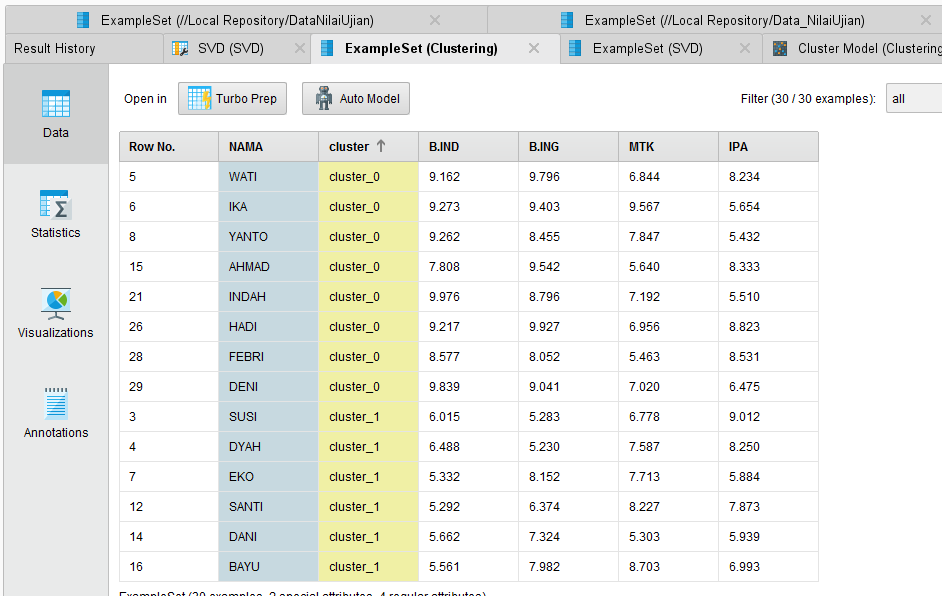 ExampleSet (//Local Repository/DataNilaiUjian) ExampleSet (//Local Repository/Data_NilaiUjian)
Result History SVD (SVD) ExampleSet (Clustering) ExampleSet (SVD) Cluster Model (Clustering
Data
Statistics
Visualizations
Annotations
Open in Turbo Prep Auto Model Filter (30 / 30 examples): all
Row No. NAMA cluster ↑ B.IND B.ING MTK IPA
5 WATI cluster_0 9.162 9.796 6.844 8.234
6 IKA cluster_0 9.273 9.403 9.567 5.654
8 YANTO cluster_0 9.262 8.455 7.847 5.432
15 AHMAD cluster_0 7.808 9.542 5.640 8.333
21 INDAH cluster_0 9.976 8.796 7.192 5.510
26 HADI cluster_0 9.217 9.927 6.956 8.823
28 FEBRI cluster_0 8.577 8.052 5.463 8.531
29 DENI cluster_0 9.839 9.041 7.020 6.475
3 SUSI cluster_1 6.015 5.283 6.778 9.012
4 DYAH cluster_1 6.488 5.230 7.587 8.250
7 EKO cluster_1 5.332 8.152 7.713 5.884
12 SANTI cluster_1 5.292 6.374 8.227 7.873
14 DANI cluster_1 5.662 7.324 5.303 5.939
16 BAYU cluster_1 5.561 7.982 8.703 6.993
ExampleSet (30 examples, 2 special attributes, 4 regular attributes)